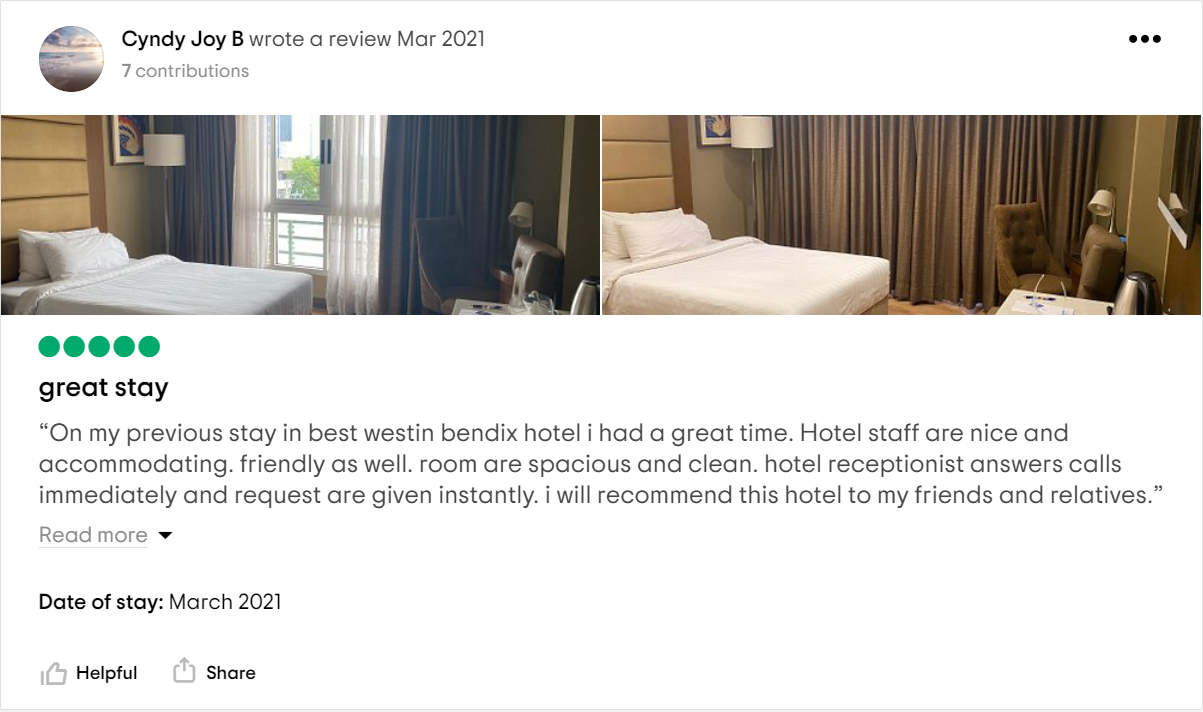 Cyndy Joy B wrote a review Mar 2021
7 contributions
great stay
“On my previous stay in best westin bendix hotel i had a great time. Hotel staff are nice and
accommodating. friendly as well. room are spacious and clean. hotel receptionist answers calls
immediately and request are given instantly. i will recommend this hotel to my friends and relatives.”
Read more
Date of stay: March 2021
Helpful
Share